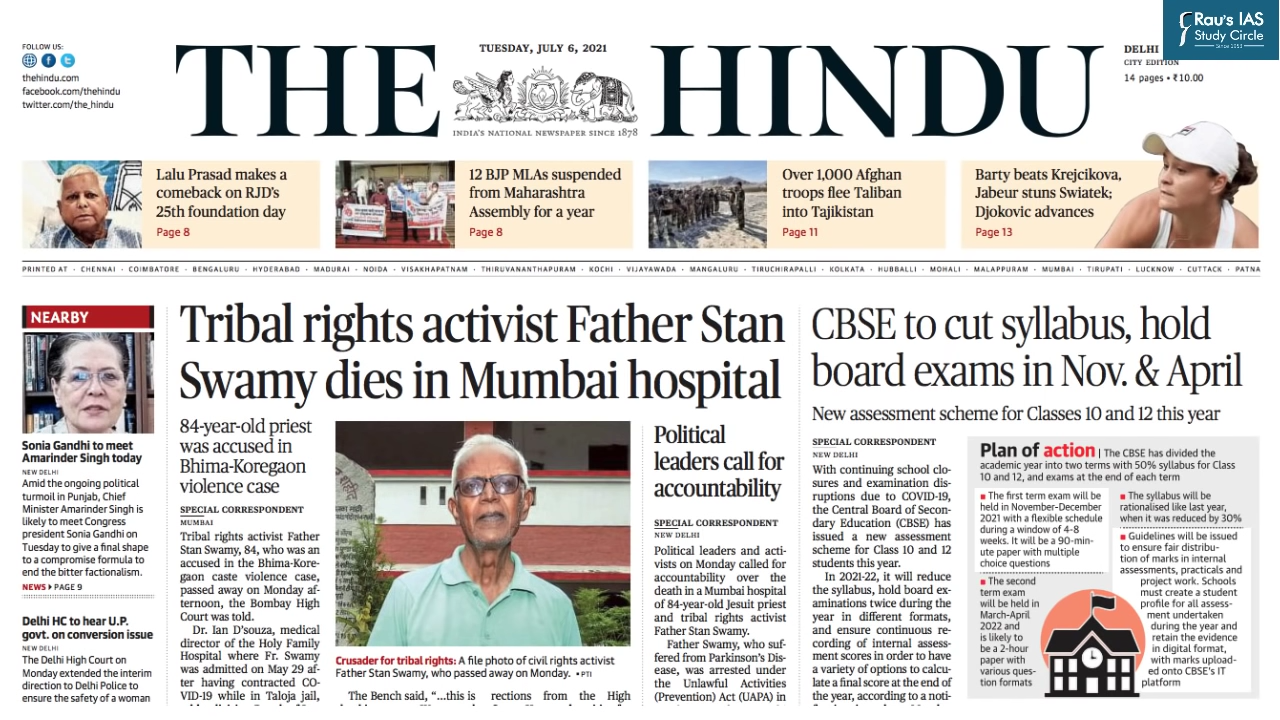 Rau's IAS
Study Circle
Since 1953
FOLLOW US:
thehindu.com
facebook.com/thehindu
twitter.com/the_hindu
THE HINDU
TUESDAY, JULY 6, 2021
INDIA'S NATIONAL NEWSPAPER SINCE 1878
DELHI
CITY EDITION
14 pages • ₹10.00
Lalu Prasad makes a
comeback on RJD's
25th foundation day
Page 8
12 BJP MLAs suspended
from Maharashtra
Assembly for a year
Page 8
Over 1,000 Afghan
troops flee Taliban
into Tajikistan
Page 11
Barty beats Krejcikova,
Jabeur stuns Swiatek;
Djokovic advances
Page 13
PRINTED AT · CHENNAI · COIMBATORE · BENGALURU · HYDERABAD · MADURAI · NOIDA · VISAKHAPATNAM · THIRUVANANTHAPURAM · KOCHI · VIJAYAWADA · MANGALURU · TIRUCHIRAPALLI · KOLKATA · HUBBALLI · MOHALI · MALAPPURAM · MUMBAI · TIRUPATI · LUCKNOW · CUTTACK · PATNA
NEARBY
Sonia Gandhi to meet
Amarinder Singh today
NEW DELHI
Amid the ongoing political
turmoil in Punjab, Chief
Minister Amarinder Singh is
likely to meet Congress
president Sonia Gandhi on
Tuesday to give a final shape
to a compromise formula to
end the bitter factionalism.
NEWS ▸ PAGE 9
Delhi HC to hear U.P.
govt. on conversion issue
NEW DELHI
The Delhi High Court on
Monday extended the interim
direction to Delhi Police to
ensure the safety of a woman
Tribal rights activist Father Stan
Swamy dies in Mumbai hospital
84-year-old priest
was accused in
Bhima-Koregaon
violence case
SPECIAL CORRESPONDENT
MUMBAI
Tribal rights activist Father
Stan Swamy, 84, who was an
accused in the Bhima-Kore-
gaon caste violence case,
passed away on Monday af-
ternoon, the Bombay High
Court was told.
Dr. Ian D'souza, medical
director of the Holy Family
Hospital where Fr. Swamy
was admitted on May 29 af-
ter having contracted CO-
VID-19 while in Taloja jail,
Crusader for tribal rights: A file photo of civil rights activist
Father Stan Swamy, who passed away on Monday. • PTI
The Bench said, “...this is
rections from the High
Political
leaders call for
accountability
SPECIAL CORRESPONDENT
NEW DELHI
Political leaders and acti-
vists on Monday called for
accountability over the
death in a Mumbai hospital
of 84-year-old Jesuit priest
and tribal rights activist
Father Stan Swamy.
Father Swamy, who suf-
fered from Parkinson's Dis-
ease, was arrested under
the Unlawful Activities
(Prevention) Act (UAPA) in
CBSE to cut syllabus, hold
board exams in Nov. & April
New assessment scheme for Classes 10 and 12 this year
SPECIAL CORRESPONDENT
NEW DELHI
With continuing school clo-
sures and examination dis-
ruptions due to COVID-19,
the Central Board of Secon-
dary Education (CBSE) has
issued a new assessment
scheme for Class 10 and 12
students this year.
In 2021-22, it will reduce
the syllabus, hold board ex-
aminations twice during the
year in different formats,
and ensure continuous re-
cording of internal assess-
ment scores in order to have
a variety of options to calcu-
late a final score at the end of
the year, according to a noti-
Plan of action | The CBSE has divided the
academic year into two terms with 50% syllabus for Class
10 and 12, and exams at the end of each term
■ The first term exam will be
held in November-December
2021 with a flexible schedule
during a window of 4-8
weeks. It will be a 90-min-
ute paper with multiple
choice questions
■ The second
term exam
will be held in
March-April
2022 and
is likely to
be a 2-hour
paper with
various ques-
tion formats
■ The syllabus will be
rationalised like last year,
when it was reduced by 30%
■ Guidelines will be issued
to ensure fair distribu-
tion of marks in internal
assessments, practicals and
project work. Schools
must create a student
profile for all assess-
ment undertaken
during the year and
retain the evidence
in digital format,
with marks upload-
ed onto CBSE's IT
platform